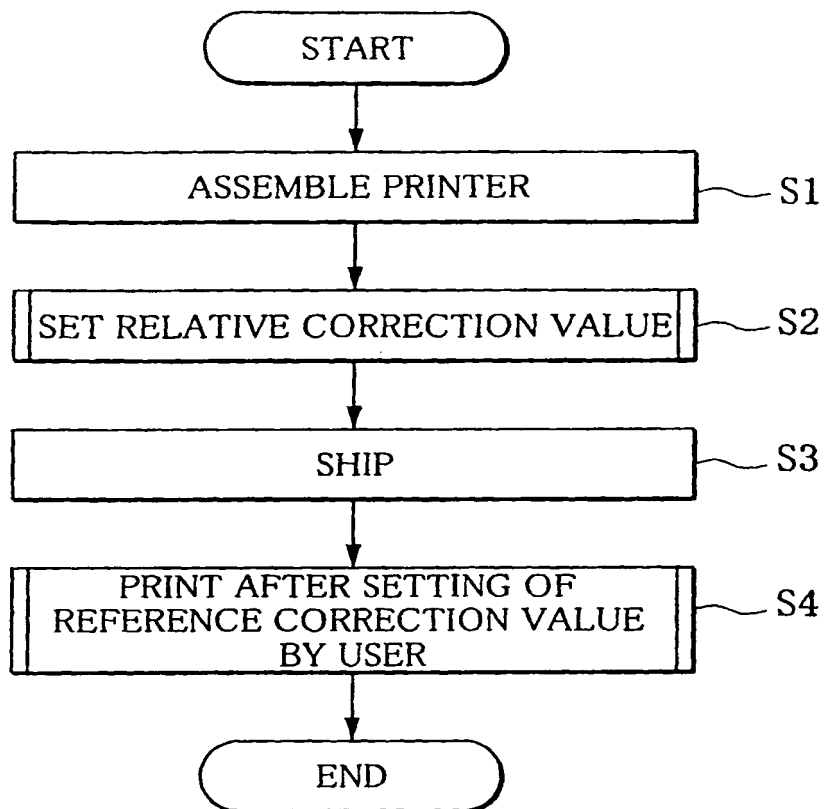 START
ASSEMBLE PRINTER
S1
SET RELATIVE CORRECTION VALUE
S2
SHIP
S3
PRINT AFTER SETTING OF
REFERENCE CORRECTION VALUE
BY USER
S4
END